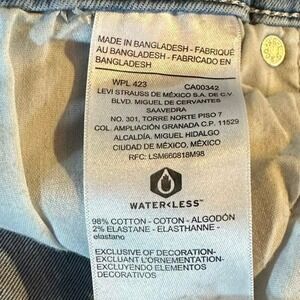 MADE IN BANGLADESH - FABRIQUÉ
AU BANGLADESH - FABRICADO EN
BANGLADESH
WPL 423 CA00342
LEVI STRAUSS DE MÉXICO S.A. DE C.V.
BLVD. MIGUEL DE CERVANTES
SAAVEDRA
NO. 301, TORRE NORTE PISO 7
COL. AMPLIACIÓN GRANADA C.P. 11529
ALCALDÍA. MIGUEL HIDALGO
CIUDAD DE MÉXICO, MÉXICO
RFC: LSM660818M98
WATER<LESS™
98% COTTON - COTON - ALGODÓN
2% ELASTANE - ELASTHANNE -
elastano
EXCLUSIVE OF DECORATION-
EXCLUANT L'ORNEMENTATION-
EXCLUYENDO ELEMENTOS
DECORATIVOS